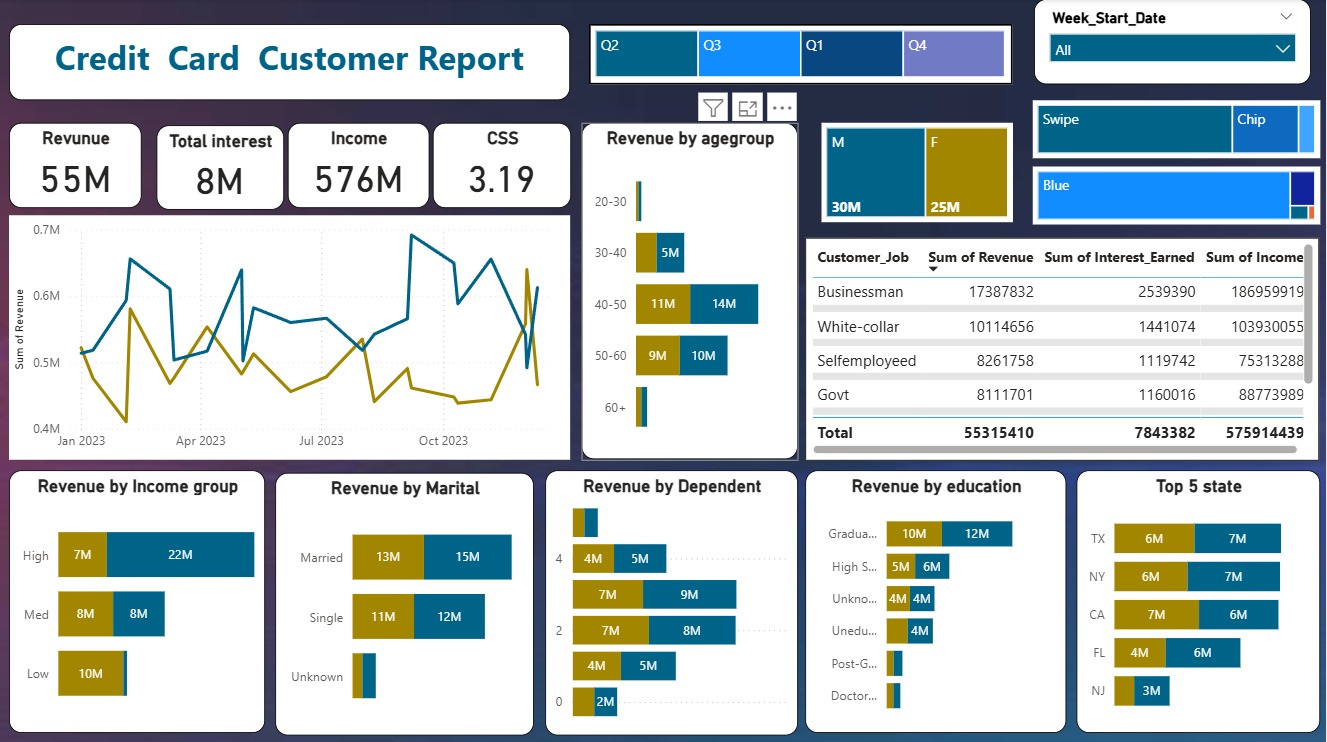 Credit Card Customer Report
Q2
Q3
Q1
Q4
Week_Start_Date
All
Revunue
55M
Total interest
8M
Income
576M
CSS
3.19
Revenue by agegroup
20-30
30-40
5M
40-50
11M
14M
50-60
9M
10M
60+
M
30M
F
25M
Swipe
Chip
Blue
Sum of Revenue
0.7M
0.6M
0.5M
0.4M
Jan 2023
Apr 2023
Jul 2023
Oct 2023
Customer_Job Sum of Revenue Sum of Interest_Earned Sum of Income
Businessman 17387832 2539390 186959919
White-collar 10114656 1441074 103930055
Selfemployeed 8261758 1119742 75313288
Govt 8111701 1160016 88773989
Total 55315410 7843382 575914439
Revenue by Income group
High 7M 22M
Med 8M 8M
Low 10M
Revenue by Marital
Married 13M 15M
Single 11M 12M
Unknown
Revenue by Dependent
4 4M 5M
7M 9M
2 7M 8M
4M 5M
0 2M
Revenue by education
Gradua... 10M 12M
High S... 5M 6M
Unkno... 4M 4M
Unedu... 4M
Post-G...
Doctor...
Top 5 state
TX 6M 7M
NY 6M 7M
CA 7M 6M
FL 4M 6M
NJ 3M